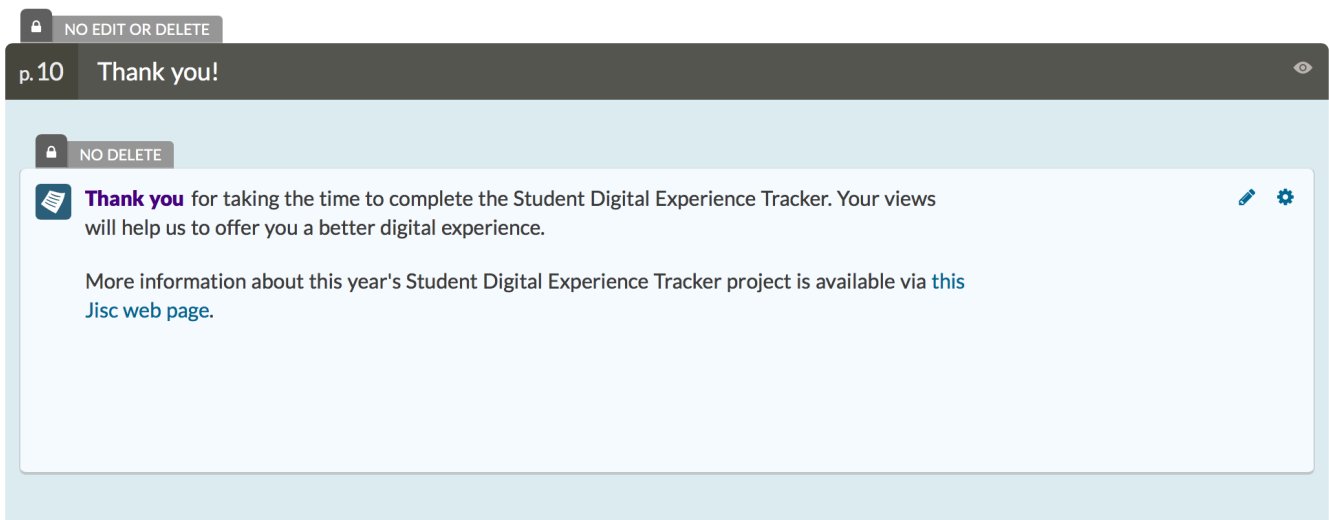 NO EDIT OR DELETE
p. 10 Thank you!
NO DELETE
Thank you for taking the time to complete the Student Digital Experience Tracker. Your views
will help us to offer you a better digital experience.
More information about this year's Student Digital Experience Tracker project is available via this
Jisc web page.